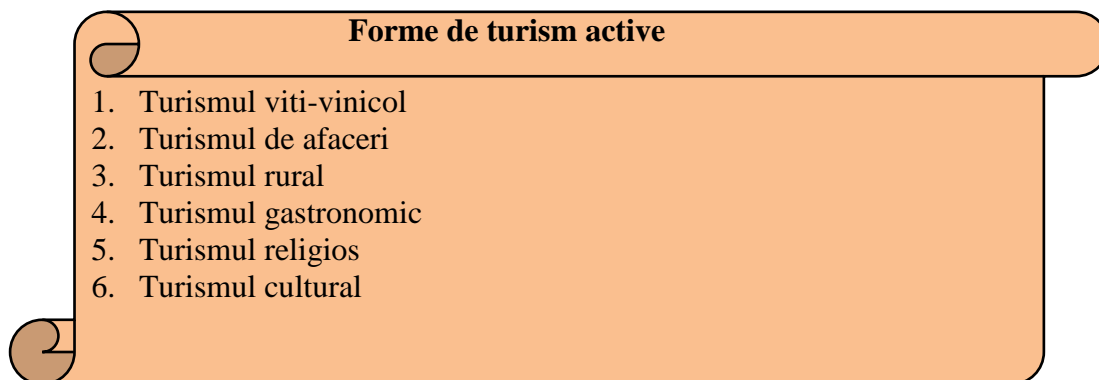 Forme de turism active
1. Turismul viti-vinicol
2. Turismul de afaceri
3. Turismul rural
4. Turismul gastronomic
5. Turismul religios
6. Turismul cultural